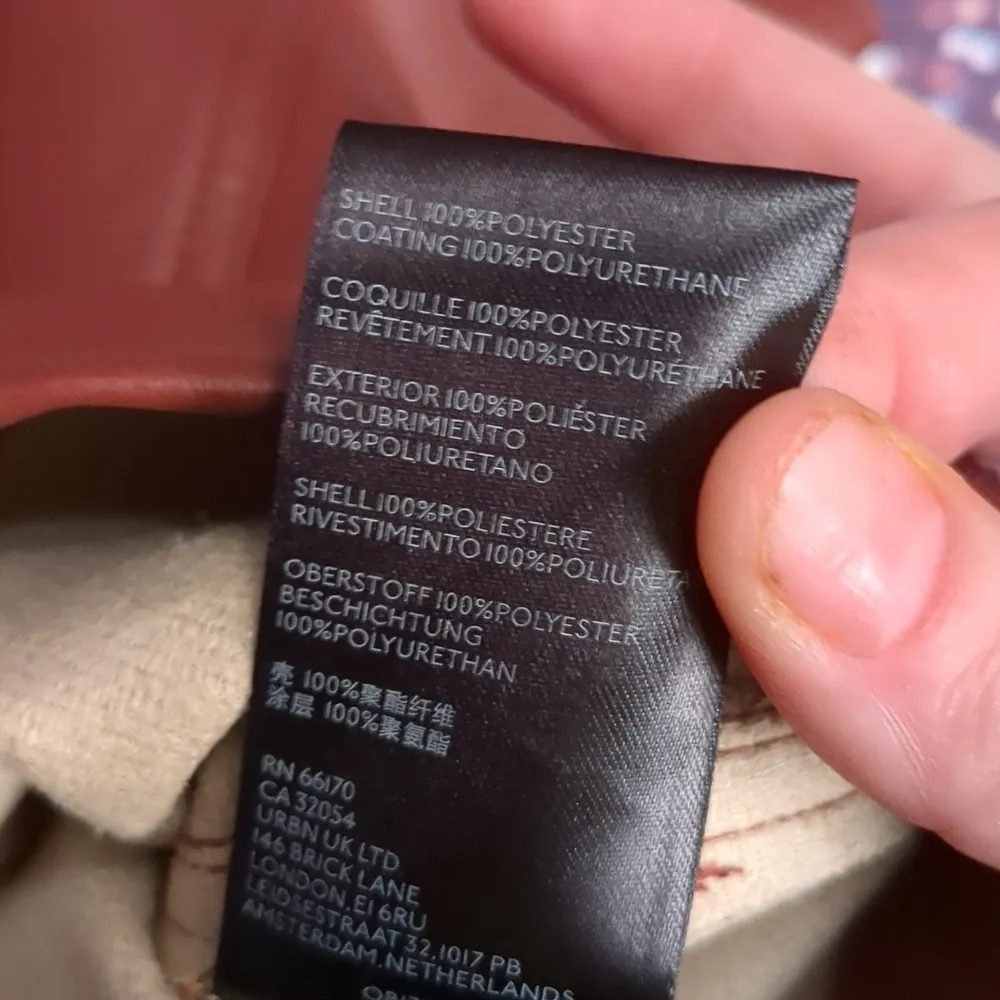 SHELL 100%POLYESTER
COATING 100%POLYURETHANE
COQUILLE 100%POLYESTER
REVÊTEMENT 100%POLYURETHANE
EXTERIOR 100%POLIÉSTER
RECUBRIMIENTO
100%POLIURETANO
SHELL 100%POLIESTERE
RIVESTIMENTO 100%POLIURETA
OBERSTOFF 100%POLYESTER
BESCHICHTUNG
100%POLYURETHAN
壳 100%聚酯纤维
涂层 100%聚氨酯
RN 66170
CA 32054
URBN UK LTD
146 BRICK LANE
LONDON, E1 6RU
LEIDSESTRAAT 32, 1017 PB
AMSTERDAM, NETHERLANDS